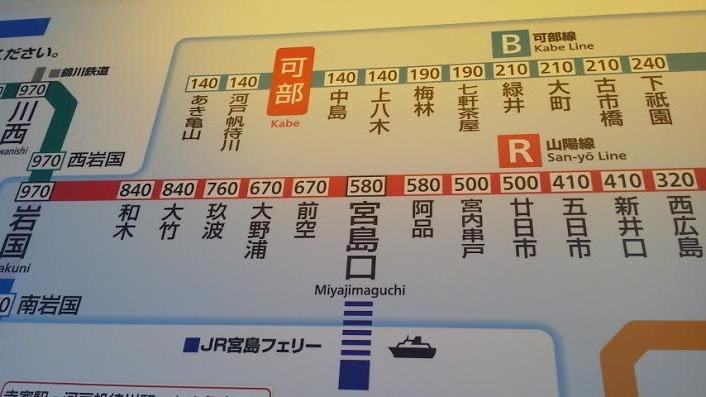 ください。
錦川鉄道
970
川西
970
西岩国
970
岩国
南岩国
B
可部線
Kabe Line
140
140
可部
Kabe
140
140
190
190
210
210
210
240
あき亀山
河戸帆待川
中島
上八木
梅林
七軒茶屋
緑井
大町
古市橋
下祇園
R
山陽線
San-yō Line
840
840
760
670
670
580
580
500
500
410
410
320
和木
大竹
玖波
大野浦
前空
宮島口
Miyajimaguchi
阿品
宮内串戸
廿日市
五日市
新井口
西広島
JR宮島フェリー